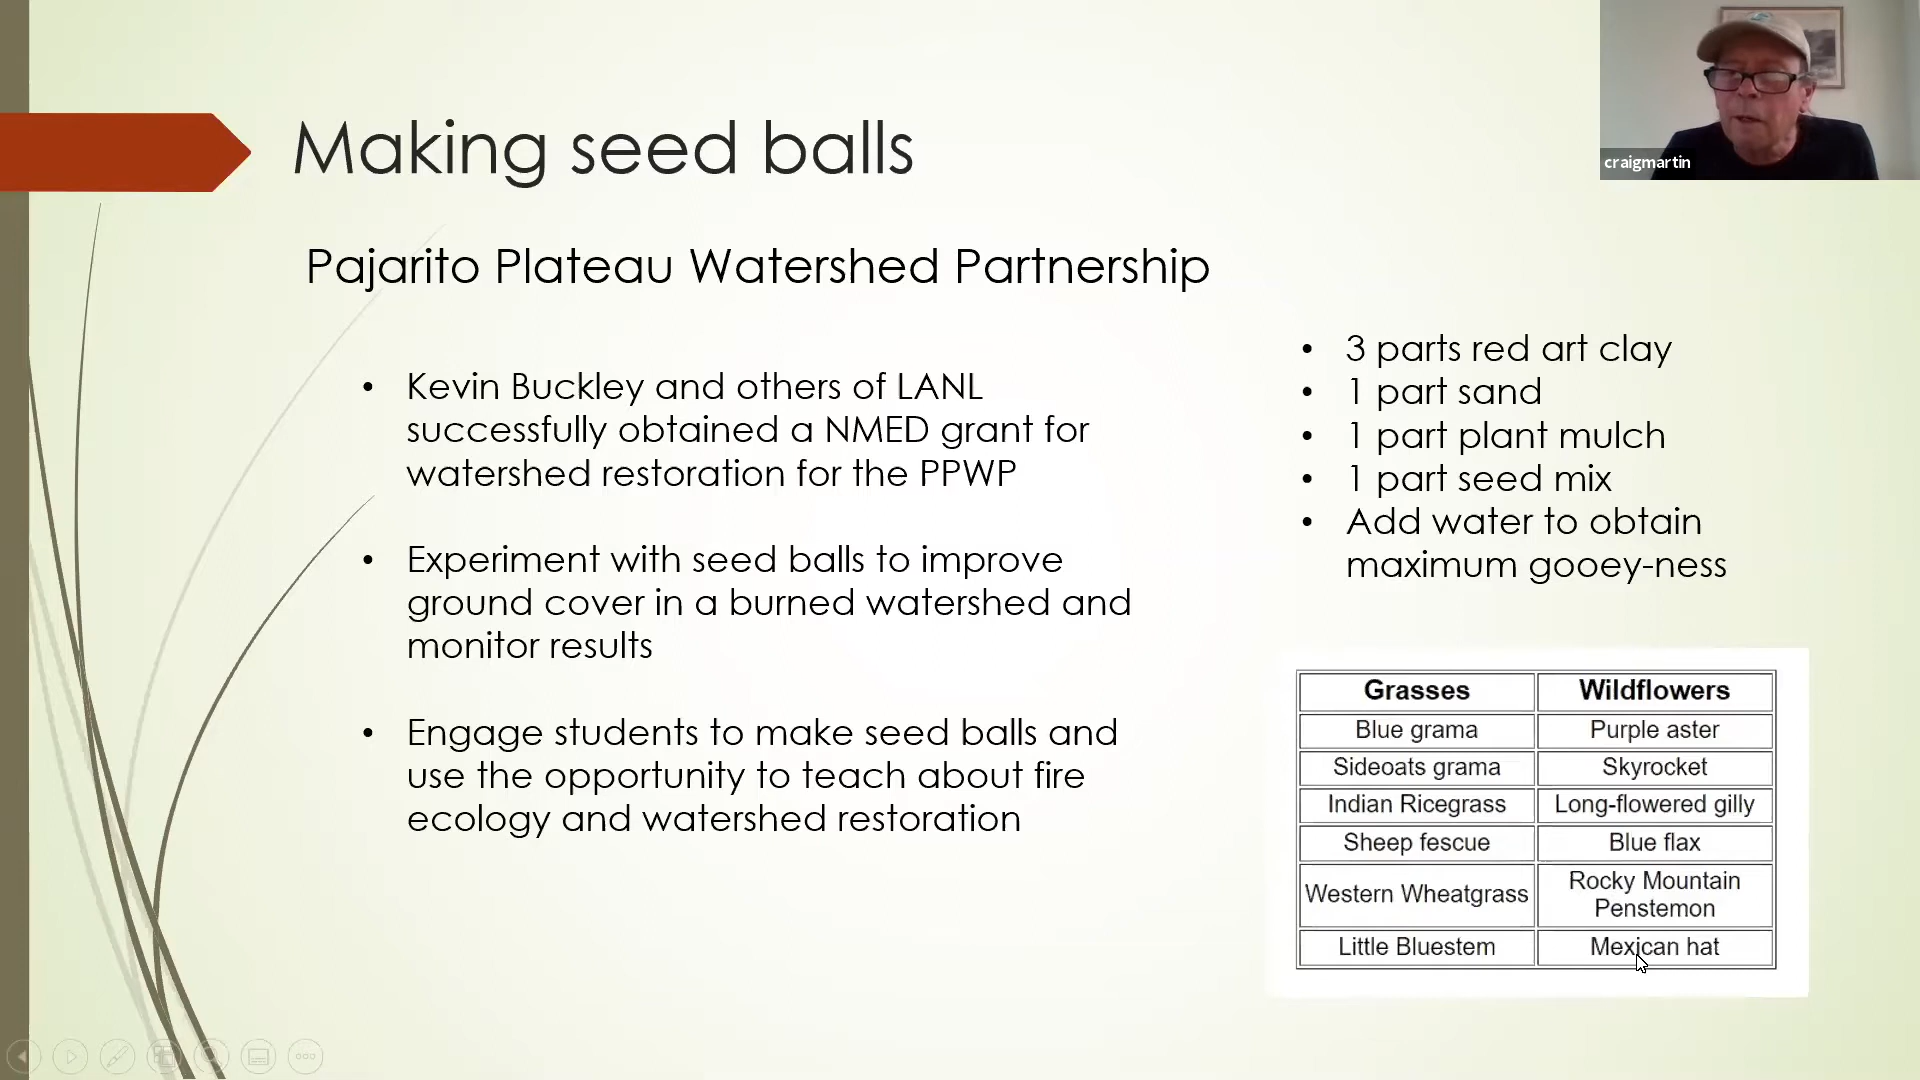 Making seed balls
craigmartin
Pajarito Plateau Watershed Partnership
• Kevin Buckley and others of LANL
successfully obtained a NMED grant for
watershed restoration for the PPWP
• Experiment with seed balls to improve
ground cover in a burned watershed and
monitor results
• Engage students to make seed balls and
use the opportunity to teach about fire
ecology and watershed restoration
• 3 parts red art clay
• 1 part sand
• 1 part plant mulch
• 1 part seed mix
• Add water to obtain
maximum gooey-ness
Grasses Wildflowers
Blue grama Purple aster
Sideoats grama Skyrocket
Indian Ricegrass Long-flowered gilly
Sheep fescue Blue flax
Western Wheatgrass Rocky Mountain
Penstemon
Little Bluestem Mexican hat